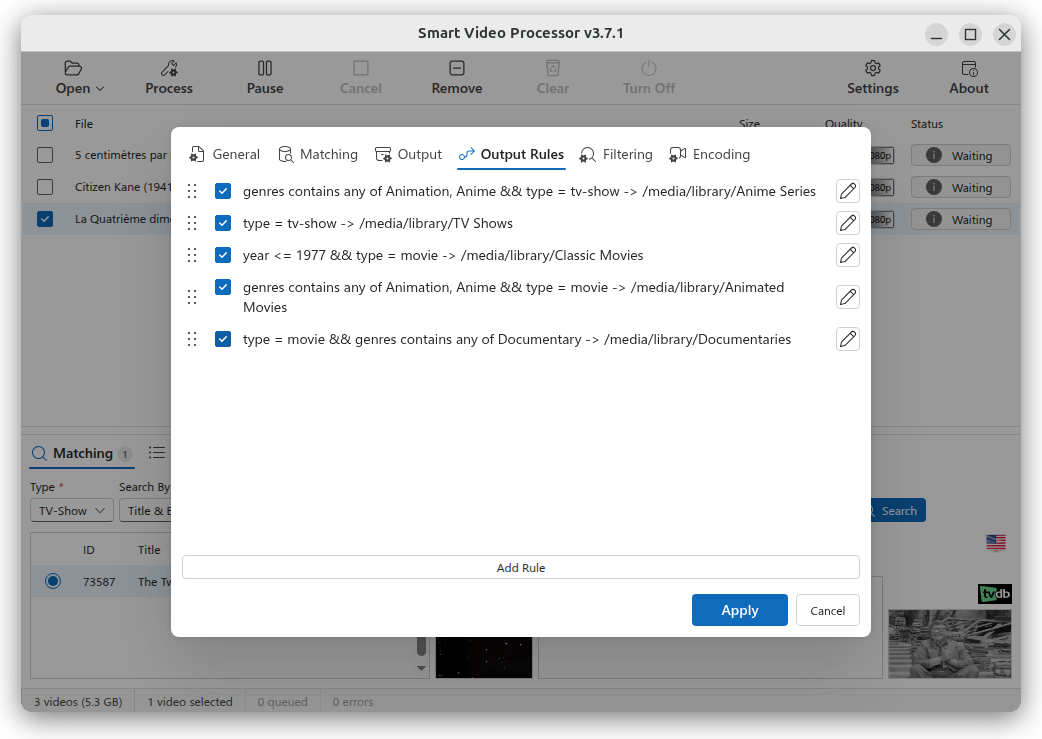 Smart Video Processor v3.7.1
Open
Process
Pause
Cancel
Remove
Clear
Turn Off
Settings
About
File
Size
Quality
Status
5 centimètres par
080p
Waiting
Citizen Kane (1941
080p
Waiting
La Quatrième dime
080p
Waiting
General
Matching
Output
Output Rules
Filtering
Encoding
genres contains any of Animation, Anime && type = tv-show -> /media/library/Anime Series
type = tv-show -> /media/library/TV Shows
year <= 1977 && type = movie -> /media/library/Classic Movies
genres contains any of Animation, Anime && type = movie -> /media/library/Animated
Movies
type = movie && genres contains any of Documentary -> /media/library/Documentaries
Add Rule
Apply
Cancel
Matching 1
Type *
Search By
TV-Show
Title &
Search
ID
Title
73587
The Tw
tvdb
3 videos (5.3 GB)
1 video selected
0 queued
0 errors